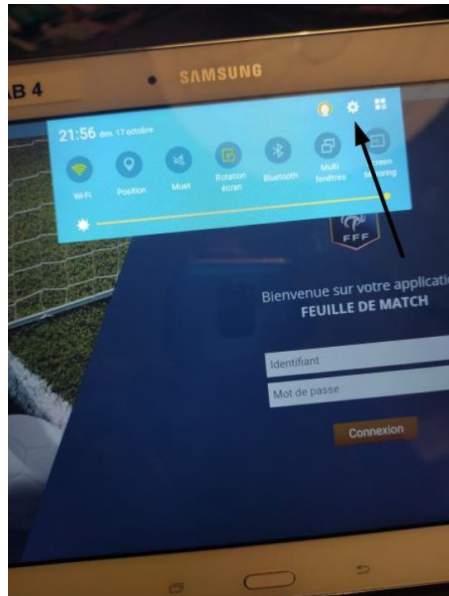 AB 4
SAMSUNG
21:56 dim. 17 octobre
Wi-Fi
Position
Muet
Rotation
écran
Bluetooth
Multi
fenêtres
Screen
Mirroring
FFF
Bienvenue sur votre applicatio
FEUILLE DE MATCH
Identifiant
Mot de passe
Connexion